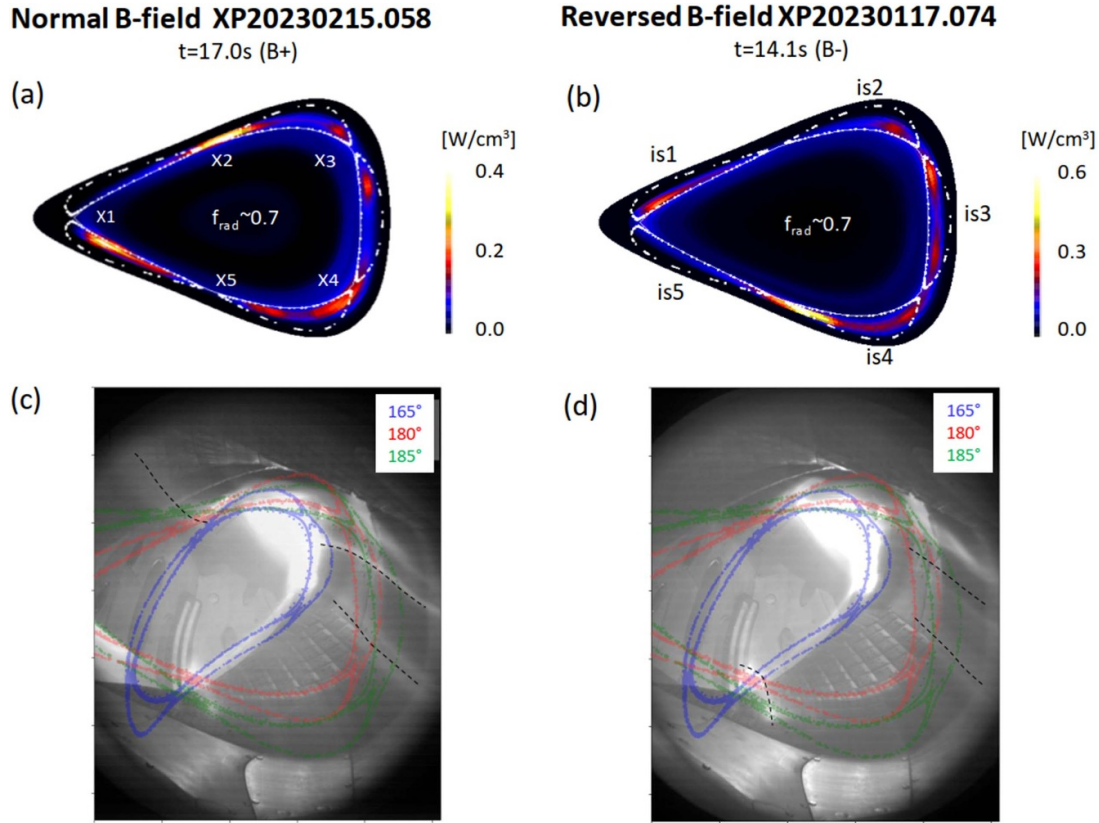 Normal B-field XP20230215.058
t=17.0s (B+)
Reversed B-field XP20230117.074
t=14.1s (B-)
(a)
X1
X2
X3
X4
X5
f_rad~0.7
[W/cm³]
0.4
0.2
0.0
(b)
is1
is2
is3
is4
is5
f_rad~0.7
[W/cm³]
0.6
0.3
0.0
(c)
165°
180°
185°
(d)
165°
180°
185°